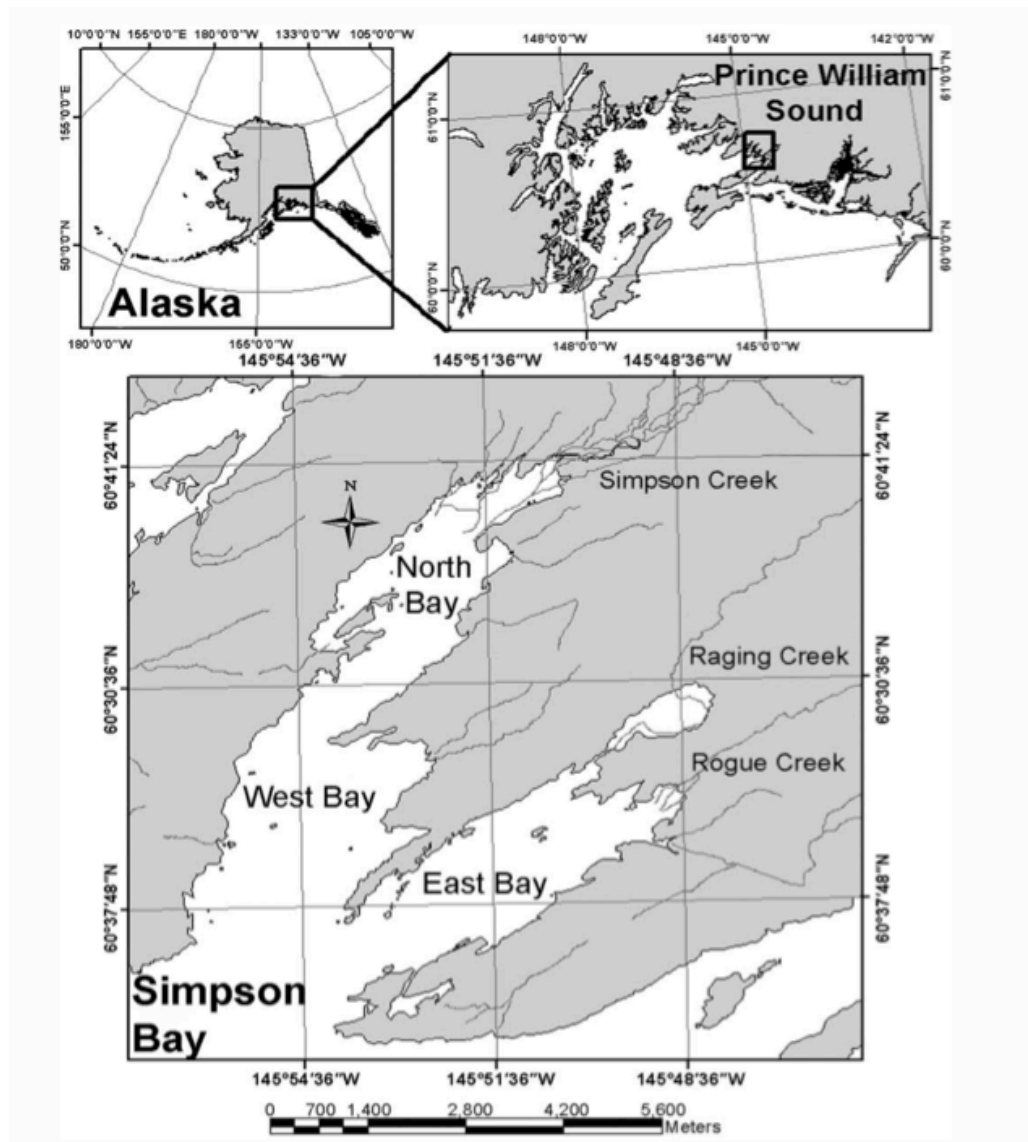 10°0'0"W 155°0'0"W 180°0'0"W 133°0'0"W 105°0'0"W
155°0'0"E
50°0'0"N
Alaska
180°0'0"W 155°0'0"W
148°0'0"W 145°0'0"W 142°0'0"W
Prince William
Sound
61°0'0"N
61°0'0"N
60°0'0"N
60°0'0"N
148°0'0"W 145°0'0"W
145°54'36"W 145°51'36"W 145°48'36"W
60°41'24"N
60°41'24"N
Simpson Creek
N
North
Bay
Raging Creek
60°30'36"N
60°30'36"N
Rogue Creek
West Bay
East Bay
60°37'48"N
60°37'48"N
Simpson
Bay
145°54'36"W 145°51'36"W 145°48'36"W
0 700 1,400 2,800 4,200 5,600
Meters